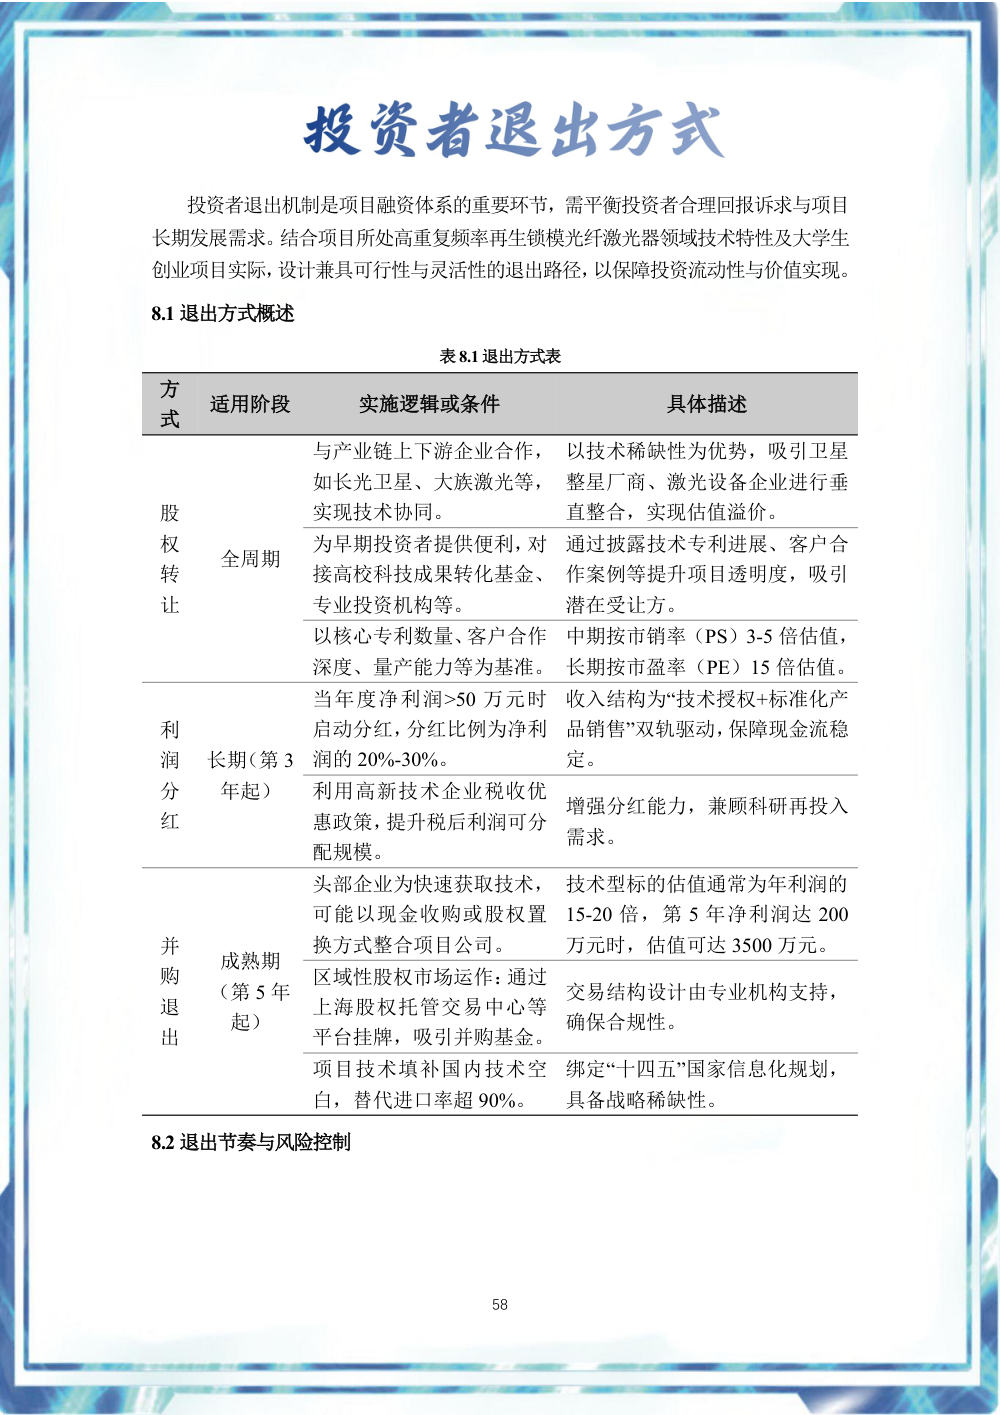 投资者退出方式
投资者退出机制是项目融资体系的重要环节，需平衡投资者合理回报诉求与项目
长期发展需求。结合项目所处高重复频率再生锁模光纤激光器领域技术特性及大学生
创业项目实际，设计兼具可行性与灵活性的退出路径，以保障投资流动性与价值实现。
8.1 退出方式概述
表 8.1 退出方式表
方式 适用阶段 实施逻辑或条件 具体描述
股权转让 全周期
与产业链上下游企业合作，
如长光卫星、大族激光等，
实现技术协同。
以技术稀缺性为优势，吸引卫星
整星厂商、激光设备企业进行垂
直整合，实现估值溢价。
为早期投资者提供便利，对
接高校科技成果转化基金、
专业投资机构等。
通过披露技术专利进展、客户合
作案例等提升项目透明度，吸引
潜在受让方。
以核心专利数量、客户合作
深度、量产能力等为基准。
中期按市销率（PS）3-5 倍估值，
长期按市盈率（PE）15 倍估值。
利润分红 长期（第 3
年起）
当年度净利润>50 万元时
启动分红，分红比例为净利
润的 20%-30%。
收入结构为“技术授权+标准化产
品销售”双轨驱动，保障现金流稳
定。
利用高新技术企业税收优
惠政策，提升税后利润可分
配规模。
增强分红能力，兼顾科研再投入
需求。
并购退出 成熟期
（第 5 年
起）
头部企业为快速获取技术，
可能以现金收购或股权置
换方式整合项目公司。
技术型标的估值通常为年利润的
15-20 倍，第 5 年净利润达 200
万元时，估值可达 3500 万元。
区域性股权市场运作：通过
上海股权托管交易中心等
平台挂牌，吸引并购基金。
交易结构设计由专业机构支持，
确保合规性。
项目技术填补国内技术空
白，替代进口率超 90%。
绑定“十四五”国家信息化规划，
具备战略稀缺性。
8.2 退出节奏与风险控制
58